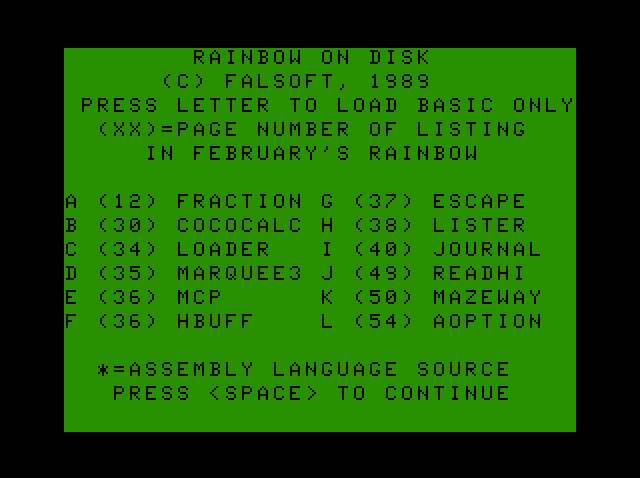 RAINBOW ON DISK
(C) FALSOFT, 1989
PRESS LETTER TO LOAD BASIC ONLY
(XX)=PAGE NUMBER OF LISTING
IN FEBRUARY'S RAINBOW
A (12) FRACTION G (37) ESCAPE
B (30) COCOCALC H (38) LISTER
C (34) LOADER I (40) JOURNAL
D (35) MARQUEE3 J (49) READHI
E (36) MCP K (50) MAZEWAY
F (36) HBUFF L (54) AOPTION
*=ASSEMBLY LANGUAGE SOURCE
PRESS <SPACE> TO CONTINUE